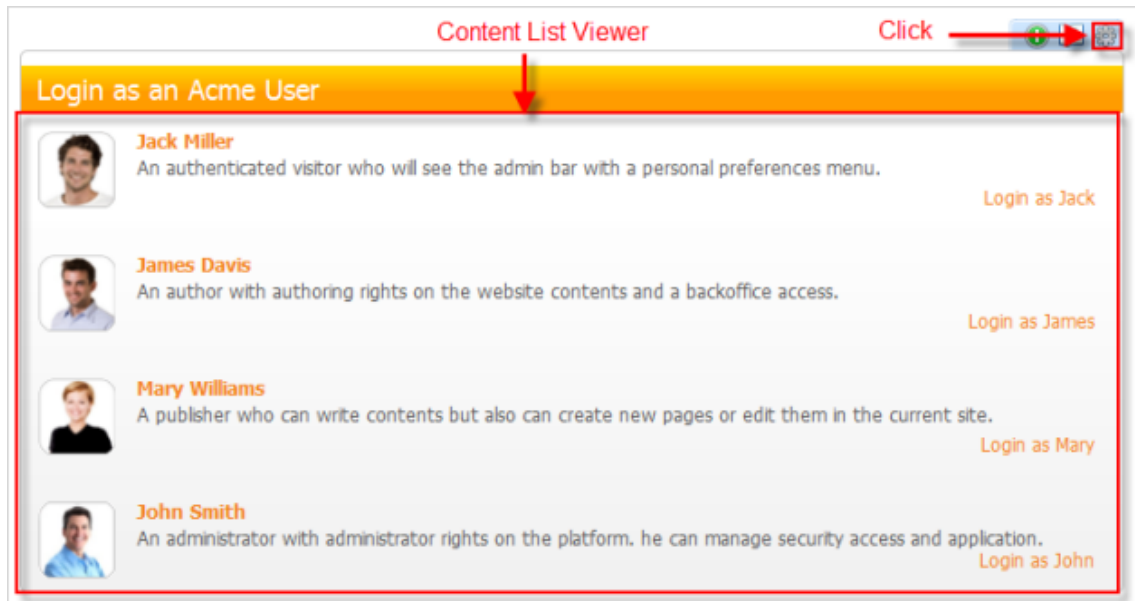 Content List Viewer
Click
Login as an Acme User
Jack Miller
An authenticated visitor who will see the admin bar with a personal preferences menu.
Login as Jack
James Davis
An author with authoring rights on the website contents and a backoffice access.
Login as James
Mary Williams
A publisher who can write contents but also can create new pages or edit them in the current site.
Login as Mary
John Smith
An administrator with administrator rights on the platform. he can manage security access and application.
Login as John